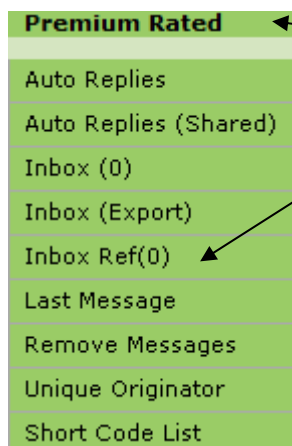 Premium Rated
Auto Replies
Auto Replies (Shared)
Inbox (0)
Inbox (Export)
Inbox Ref(0)
Last Message
Remove Messages
Unique Originator
Short Code List